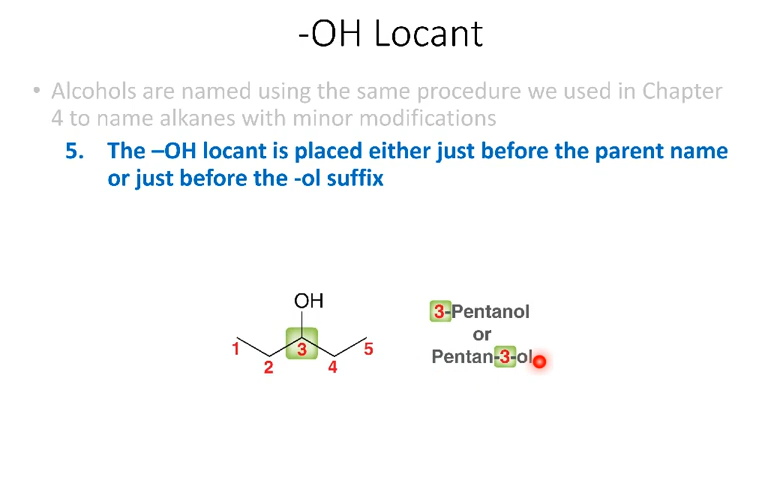 -OH Locant
• Alcohols are named using the same procedure we used in Chapter
4 to name alkanes with minor modifications
5. The –OH locant is placed either just before the parent name
or just before the -ol suffix
OH
1 2 3 4 5
3-Pentanol
or
Pentan-3-ol